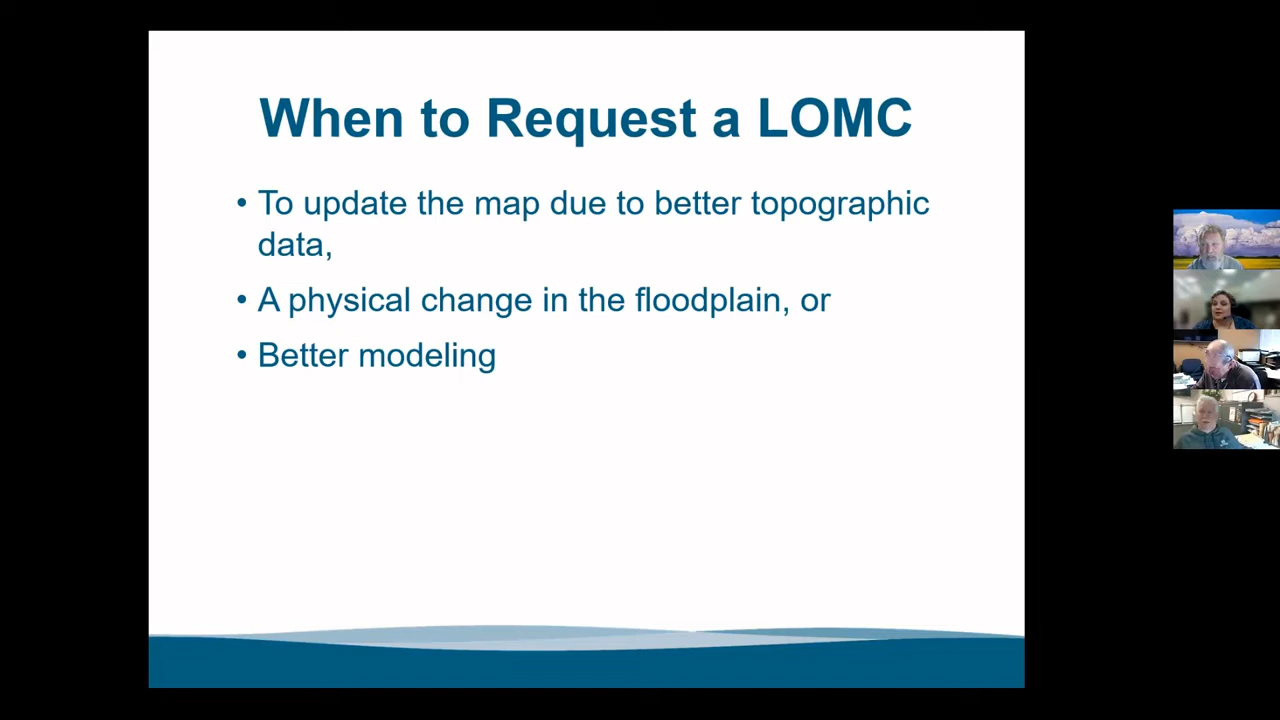 When to Request a LOMC
• To update the map due to better topographic
data,
• A physical change in the floodplain, or
• Better modeling